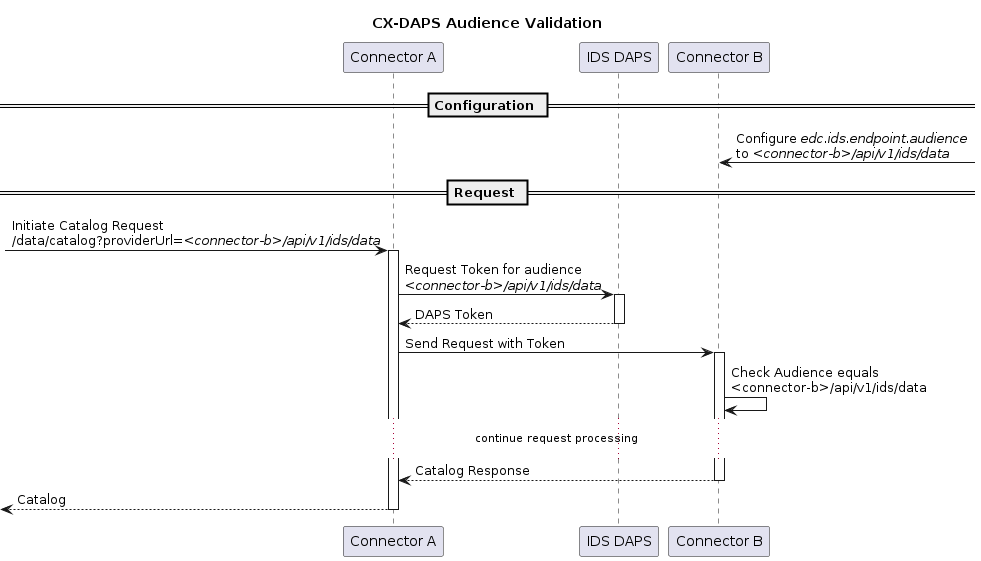 CX-DAPS Audience Validation
Connector A
IDS DAPS
Connector B
Configuration
Configure edc.ids.endpoint.audience
to <connector-b>/api/v1/ids/data
Request
Initiate Catalog Request
/data/catalog?providerUrl=<connector-b>/api/v1/ids/data
Request Token for audience
<connector-b>/api/v1/ids/data
DAPS Token
Send Request with Token
Check Audience equals
<connector-b>/api/v1/ids/data
continue request processing
Catalog Response
Catalog
Connector A
IDS DAPS
Connector B